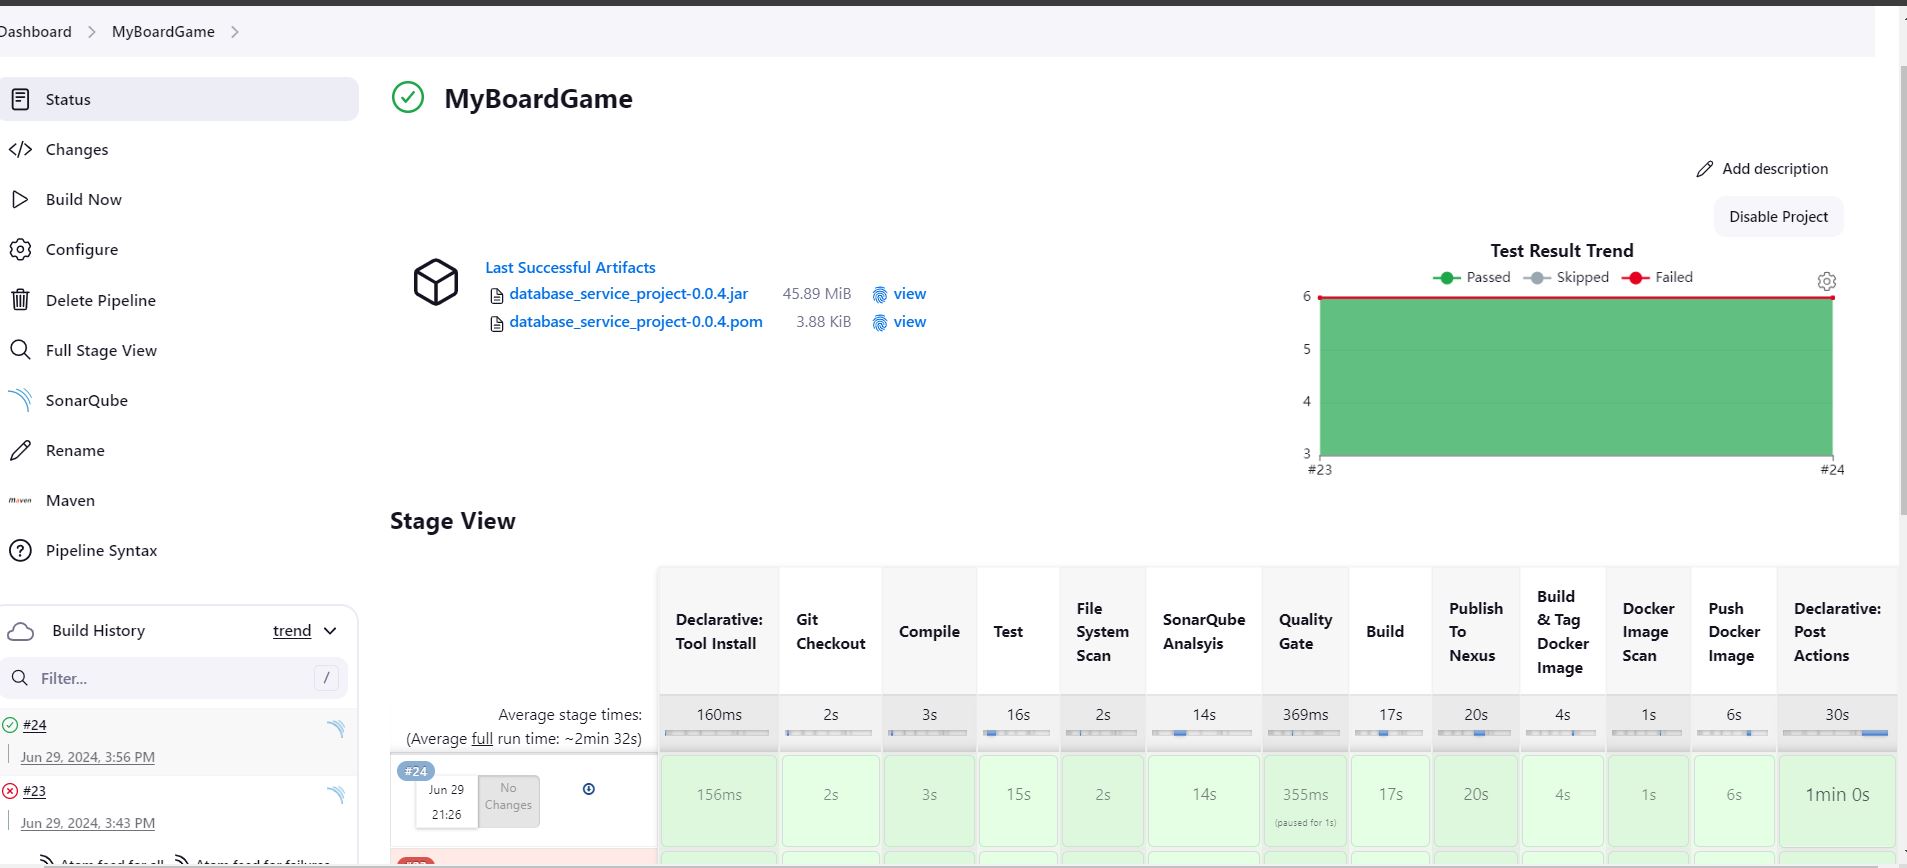 Dashboard > MyBoardGame >
Status
Changes
Build Now
Configure
Delete Pipeline
Full Stage View
SonarQube
Rename
Maven
Pipeline Syntax
Build History
trend
Filter...
/
#24
Jun 29, 2024, 3:56 PM
#23
Jun 29, 2024, 3:43 PM
Atom feed for all Atom feed for failures
MyBoardGame
Add description
Disable Project
Last Successful Artifacts
database_service_project-0.0.4.jar 45.89 MiB view
database_service_project-0.0.4.pom 3.88 KiB view
Test Result Trend
Passed Skipped Failed
6
5
4
3
#23 #24
Stage View
Declarative:
Tool Install
Git
Checkout
Compile
Test
File
System
Scan
SonarQube
Analsyis
Quality
Gate
Build
Publish
To
Nexus
Build
& Tag
Docker
Image
Docker
Image
Scan
Push
Docker
Image
Declarative:
Post
Actions
Average stage times:
(Average full run time: ~2min 32s)
160ms 2s 3s 16s 2s 14s 369ms 17s 20s 4s 1s 6s 30s
#24
Jun 29
21:26
No
Changes
156ms 2s 3s 15s 2s 14s 355ms 17s 20s 4s 1s 6s 1min 0s
(paused for 1s)